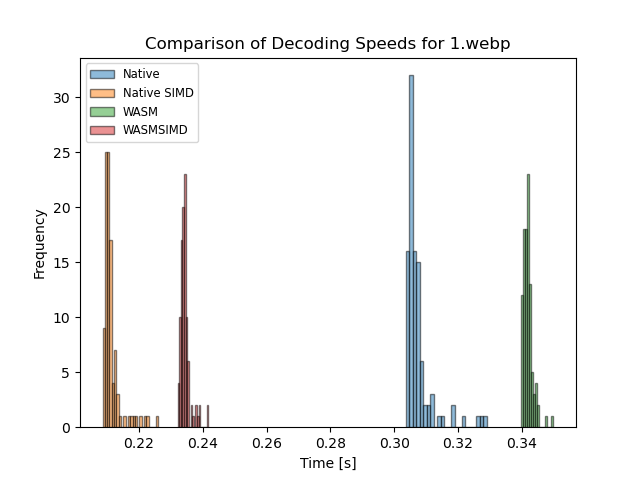 Comparison of Decoding Speeds for 1.webp
Native
Native SIMD
WASM
WASMSIMD
Frequency
30
25
20
15
10
5
0
0.22 0.24 0.26 0.28 0.30 0.32 0.34
Time [s]